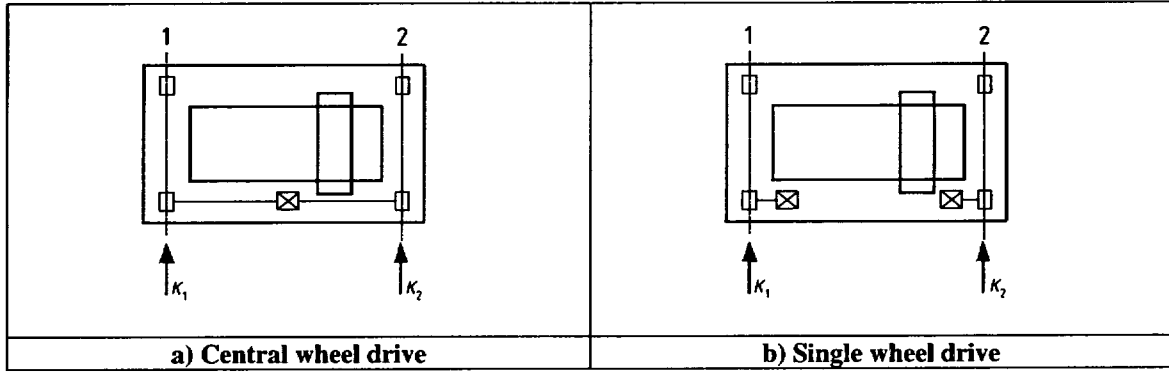 1 2
K₁ K₂
a) Central wheel drive
1 2
K₁ K₂
b) Single wheel drive